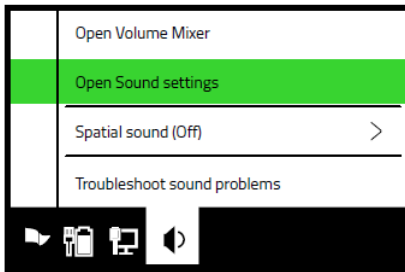 Open Volume Mixer
Open Sound settings
Spatial sound (Off)
Troubleshoot sound problems